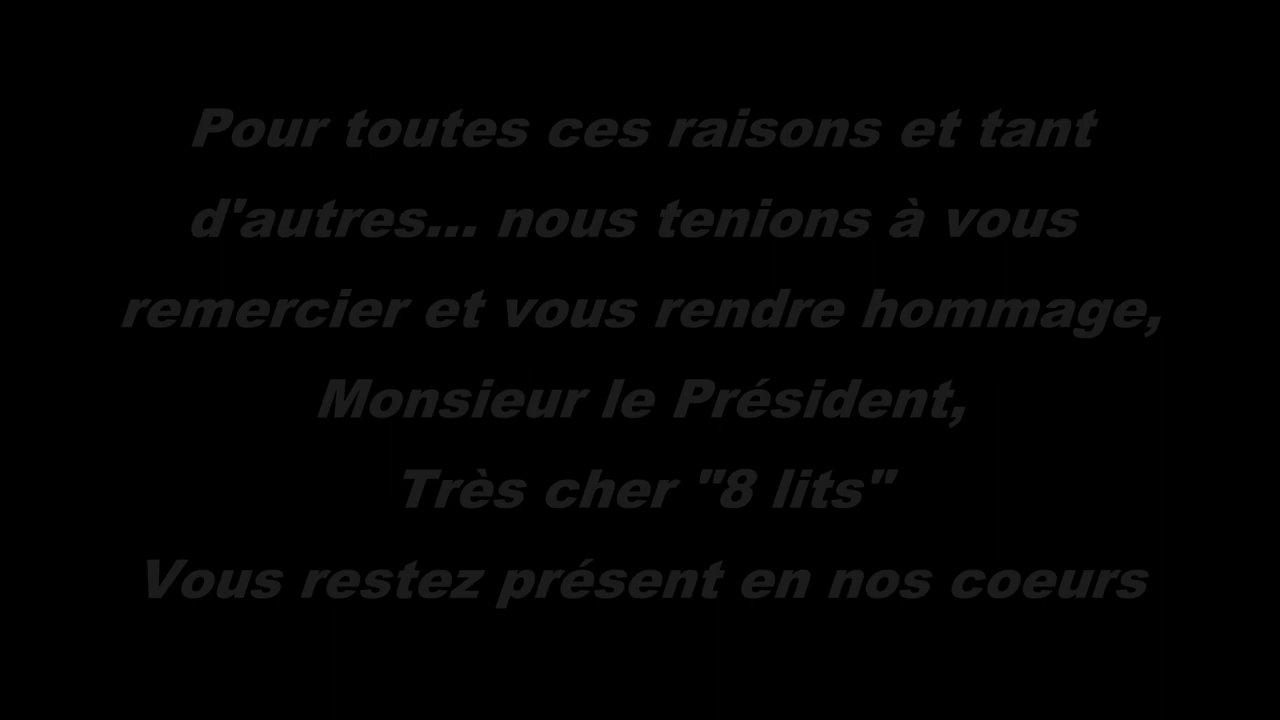 Pour toutes ces raisons et tant
d'autres... nous tenions à vous
remercier et vous rendre hommage,
Monsieur le Président,
Très cher "8 lits"
Vous restez présent en nos coeurs